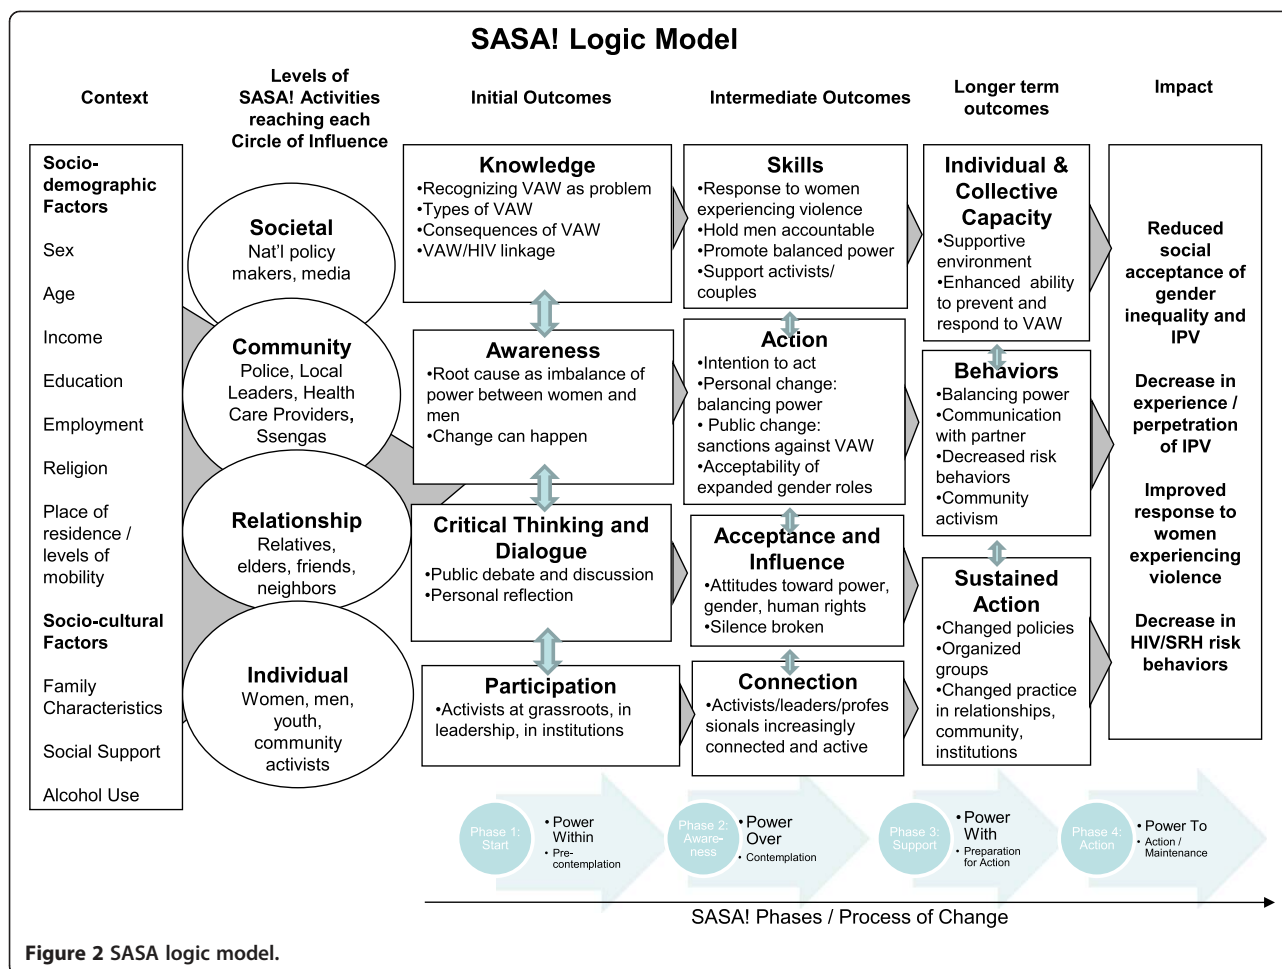 SASA! Logic Model
Context
Levels of
SASA! Activities
reaching each
Circle of Influence
Initial Outcomes
Intermediate Outcomes
Longer term
outcomes
Impact
Socio-
demographic
Factors
Sex
Age
Income
Education
Employment
Religion
Place of
residence /
levels of
mobility
Socio-cultural
Factors
Family
Characteristics
Social Support
Alcohol Use
Societal
Nat'l policy
makers, media
Community
Police, Local
Leaders, Health
Care Providers,
Ssengas
Relationship
Relatives,
elders, friends,
neighbors
Individual
Women, men,
youth,
community
activists
Knowledge
•Recognizing VAW as problem
•Types of VAW
•Consequences of VAW
•VAW/HIV linkage
Awareness
•Root cause as imbalance of
power between women and
men
•Change can happen
Critical Thinking and
Dialogue
•Public debate and discussion
•Personal reflection
Participation
•Activists at grassroots, in
leadership, in institutions
Skills
•Response to women
experiencing violence
•Hold men accountable
•Promote balanced power
•Support activists/
couples
Action
•Intention to act
•Personal change:
balancing power
• Public change:
sanctions against VAW
•Acceptability of
expanded gender roles
Acceptance and
Influence
•Attitudes toward power,
gender, human rights
•Silence broken
Connection
•Activists/leaders/profes
sionals increasingly
connected and active
Individual &
Collective
Capacity
•Supportive
environment
•Enhanced ability
to prevent and
respond to VAW
Behaviors
•Balancing power
•Communication
with partner
•Decreased risk
behaviors
•Community
activism
Sustained
Action
•Changed policies
•Organized
groups
•Changed practice
in relationships,
community,
institutions
Reduced
social
acceptance of
gender
inequality and
IPV
Decrease in
experience /
perpetration
of IPV
Improved
response to
women
experiencing
violence
Decrease in
HIV/SRH risk
behaviors
Phase 1:
Start
• Power
Within
• Pre-
contemplation
Phase 2:
Aware-
ness
• Power
Over
• Contemplation
Phase 3:
Support
• Power
With
• Preparation
for Action
Phase 4:
Action
• Power To
• Action /
Maintenance
SASA! Phases / Process of Change
Figure 2 SASA logic model.